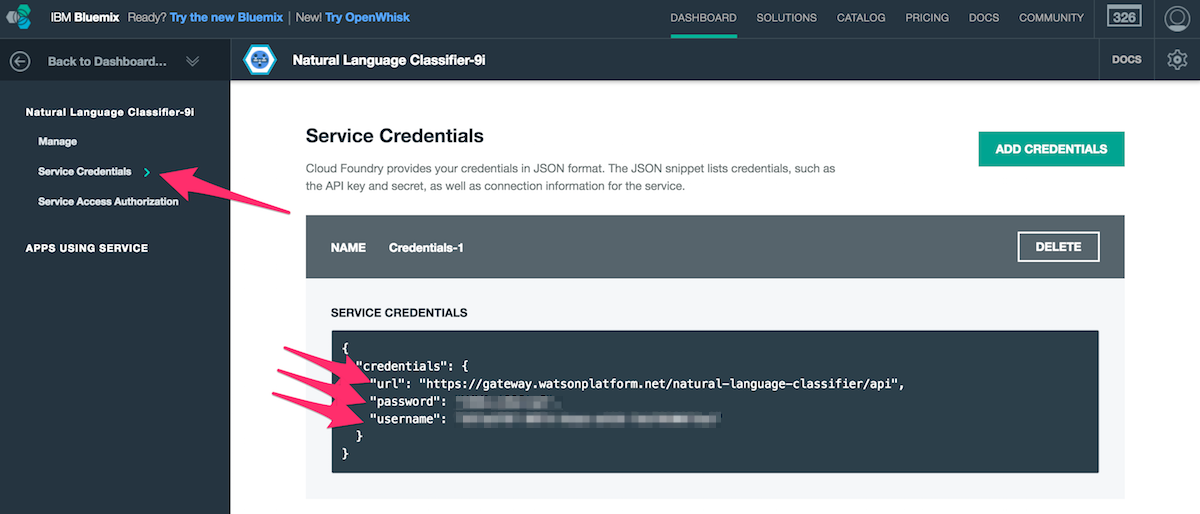 IBM Bluemix Ready? Try the new Bluemix | New! Try OpenWhisk
DASHBOARD SOLUTIONS CATALOG PRICING DOCS COMMUNITY 326
Back to Dashboard...
Natural Language Classifier-9i
DOCS
Natural Language Classifier-9i
Manage
Service Credentials
Service Access Authorization
APPS USING SERVICE
Service Credentials
ADD CREDENTIALS
Cloud Foundry provides your credentials in JSON format. The JSON snippet lists credentials, such as
the API key and secret, as well as connection information for the service.
NAME Credentials-1
DELETE
SERVICE CREDENTIALS
{
"credentials": {
"url": "https://gateway.watsonplatform.net/natural-language-classifier/api",
"password":
"username":
}
}